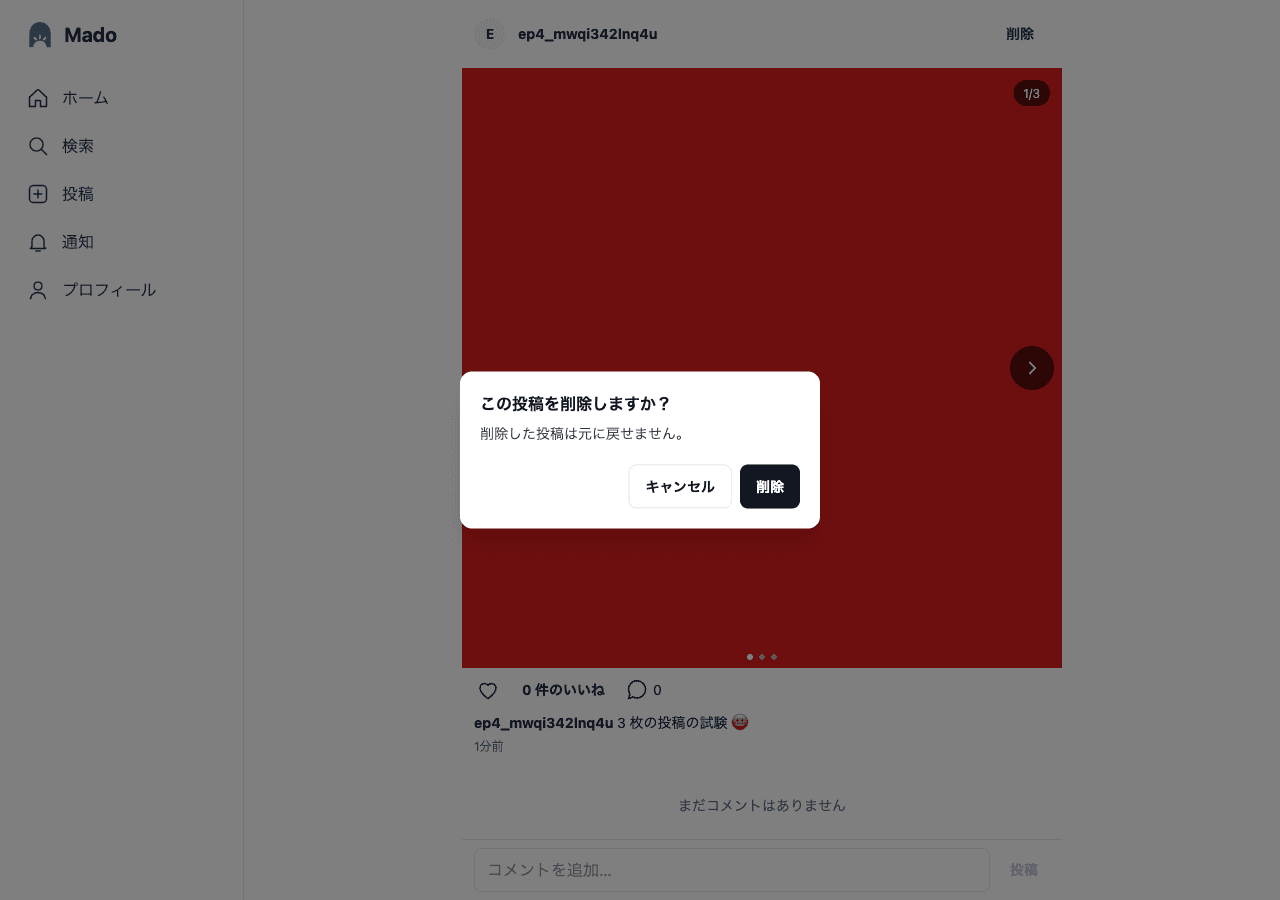 Mado
ホーム
検索
投稿
通知
プロフィール
E ep4_mwqi342lnq4u 削除
1/3
この投稿を削除しますか？
削除した投稿は元に戻せません。
キャンセル 削除
0 件のいいね 0
ep4_mwqi342lnq4u 3 枚の投稿の試験
1分前
まだコメントはありません
コメントを追加... 投稿